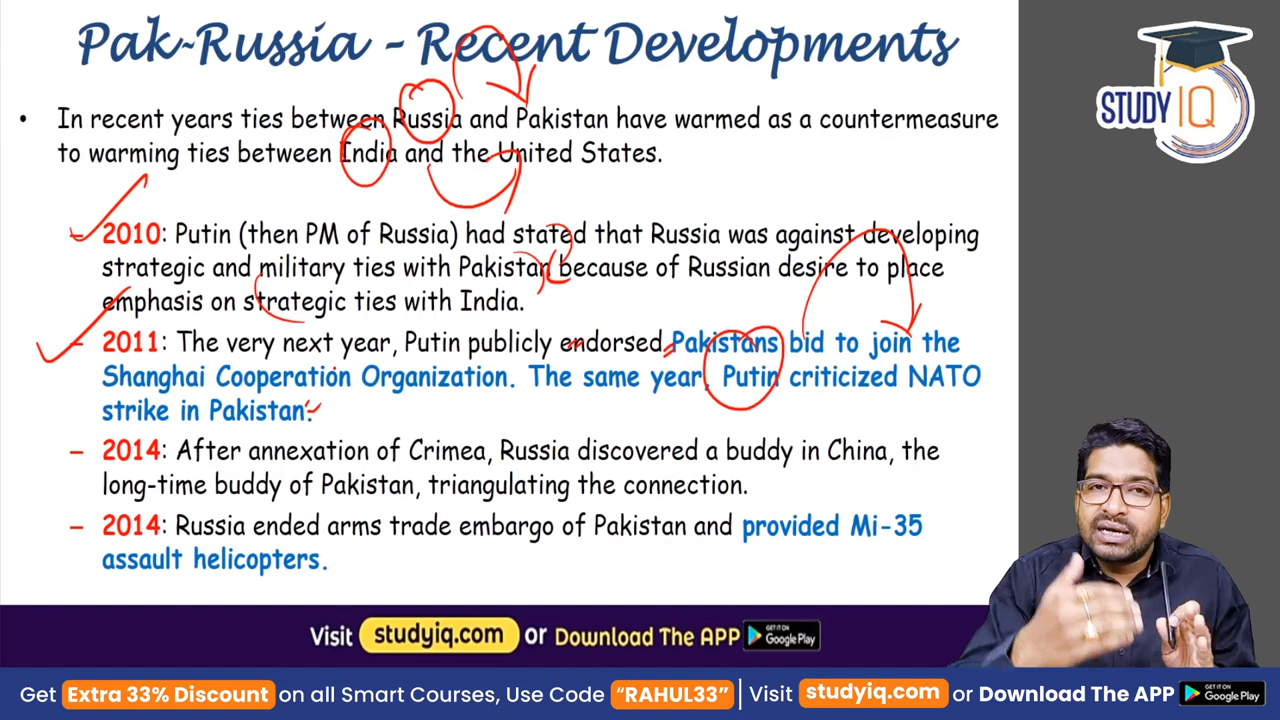 Pak-Russia – Recent Developments
STUDY IQ
• In recent years ties between Russia and Pakistan have warmed as a countermeasure
to warming ties between India and the United States.
– 2010: Putin (then PM of Russia) had stated that Russia was against developing
strategic and military ties with Pakistan because of Russian desire to place
emphasis on strategic ties with India.
– 2011: The very next year, Putin publicly endorsed Pakistans bid to join the
Shanghai Cooperation Organization. The same year, Putin criticized NATO
strike in Pakistan.
– 2014: After annexation of Crimea, Russia discovered a buddy in China, the
long-time buddy of Pakistan, triangulating the connection.
– 2014: Russia ended arms trade embargo of Pakistan and provided Mi-35
assault helicopters.
Visit studyiq.com or Download The APP GET IT ON Google Play
Get Extra 33% Discount on all Smart Courses, Use Code “RAHUL33” | Visit studyiq.com or Download The APP GET IT ON Google Play